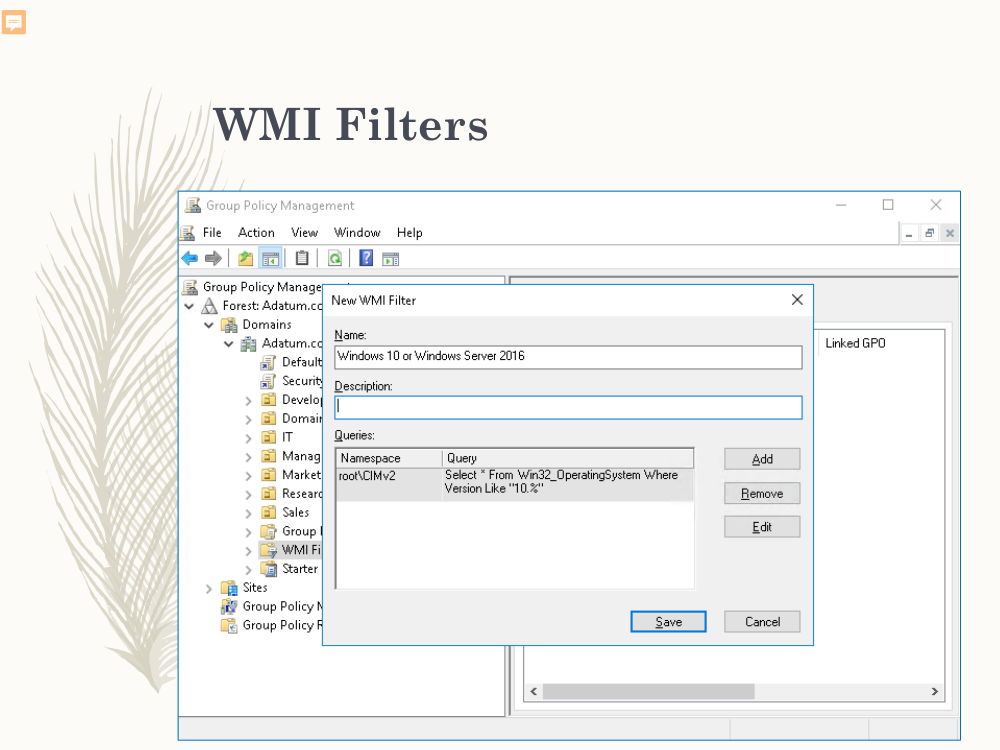 WMI Filters
Group Policy Management
File Action View Window Help
Group Policy Manage
Forest: Adatum.co
Domains
Adatum.co
Default
Security
Develop
Domain
IT
Manag
Market
Researc
Sales
Group
WMI Fi
Starter
Sites
Group Policy
Group Policy
New WMI Filter
Name:
Windows 10 or Windows Server 2016
Description:
Queries:
Namespace Query
root\CIMv2 Select * From Win32_OperatingSystem Where
Version Like "10.%"
Add
Remove
Edit
Save Cancel
Linked GPO